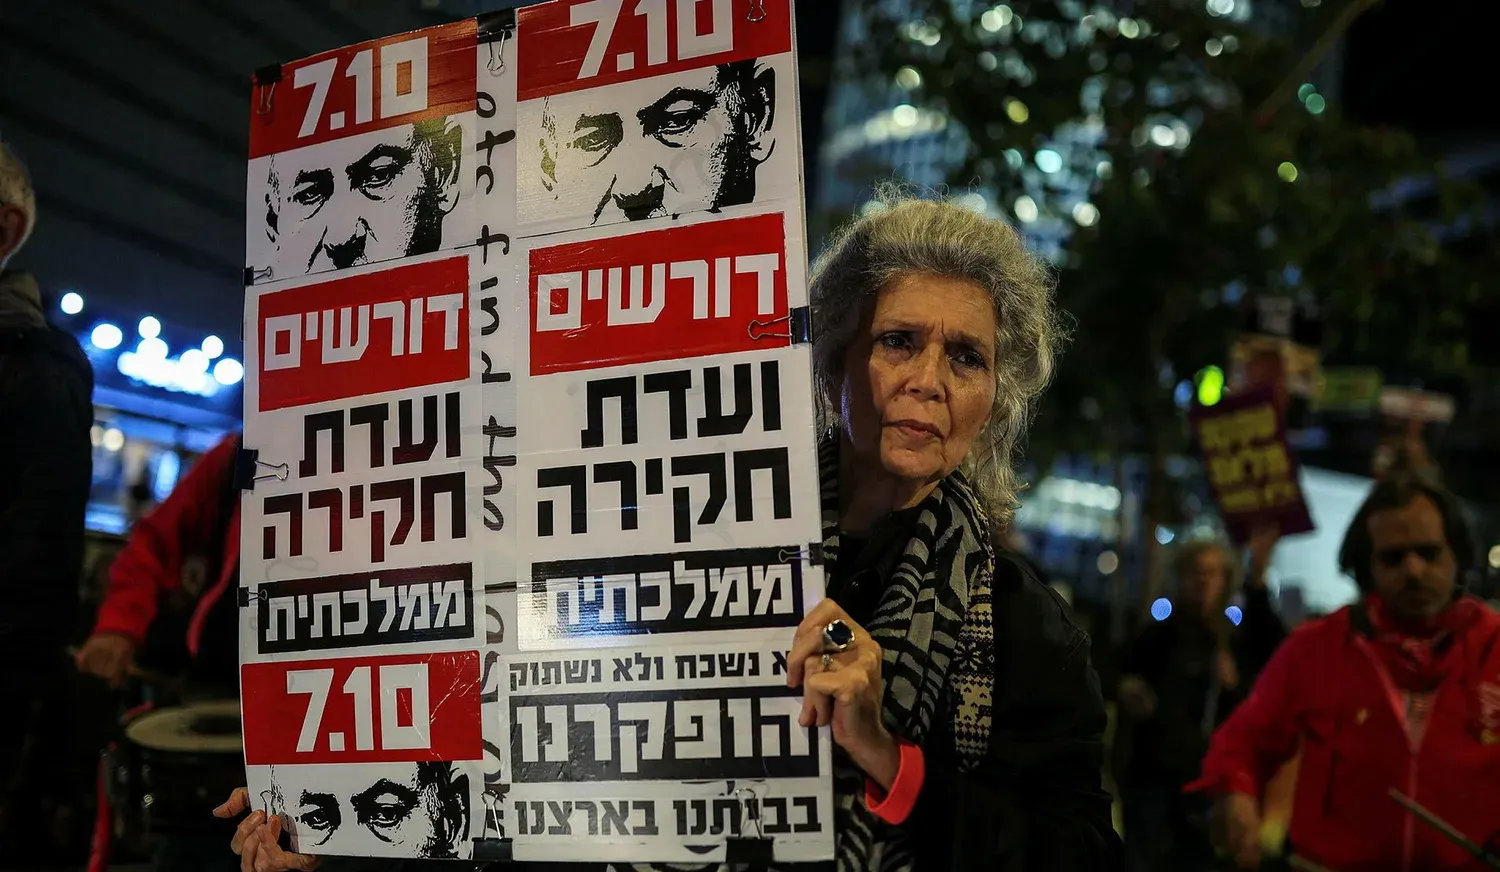 7.10
דורשים
ועדת
חקירה
ממלכתית
7.10
7.10
דורשים
ועדת
חקירה
ממלכתית
נשכח ולא נשתוק
הופקרנו
בביתנו בארצנו